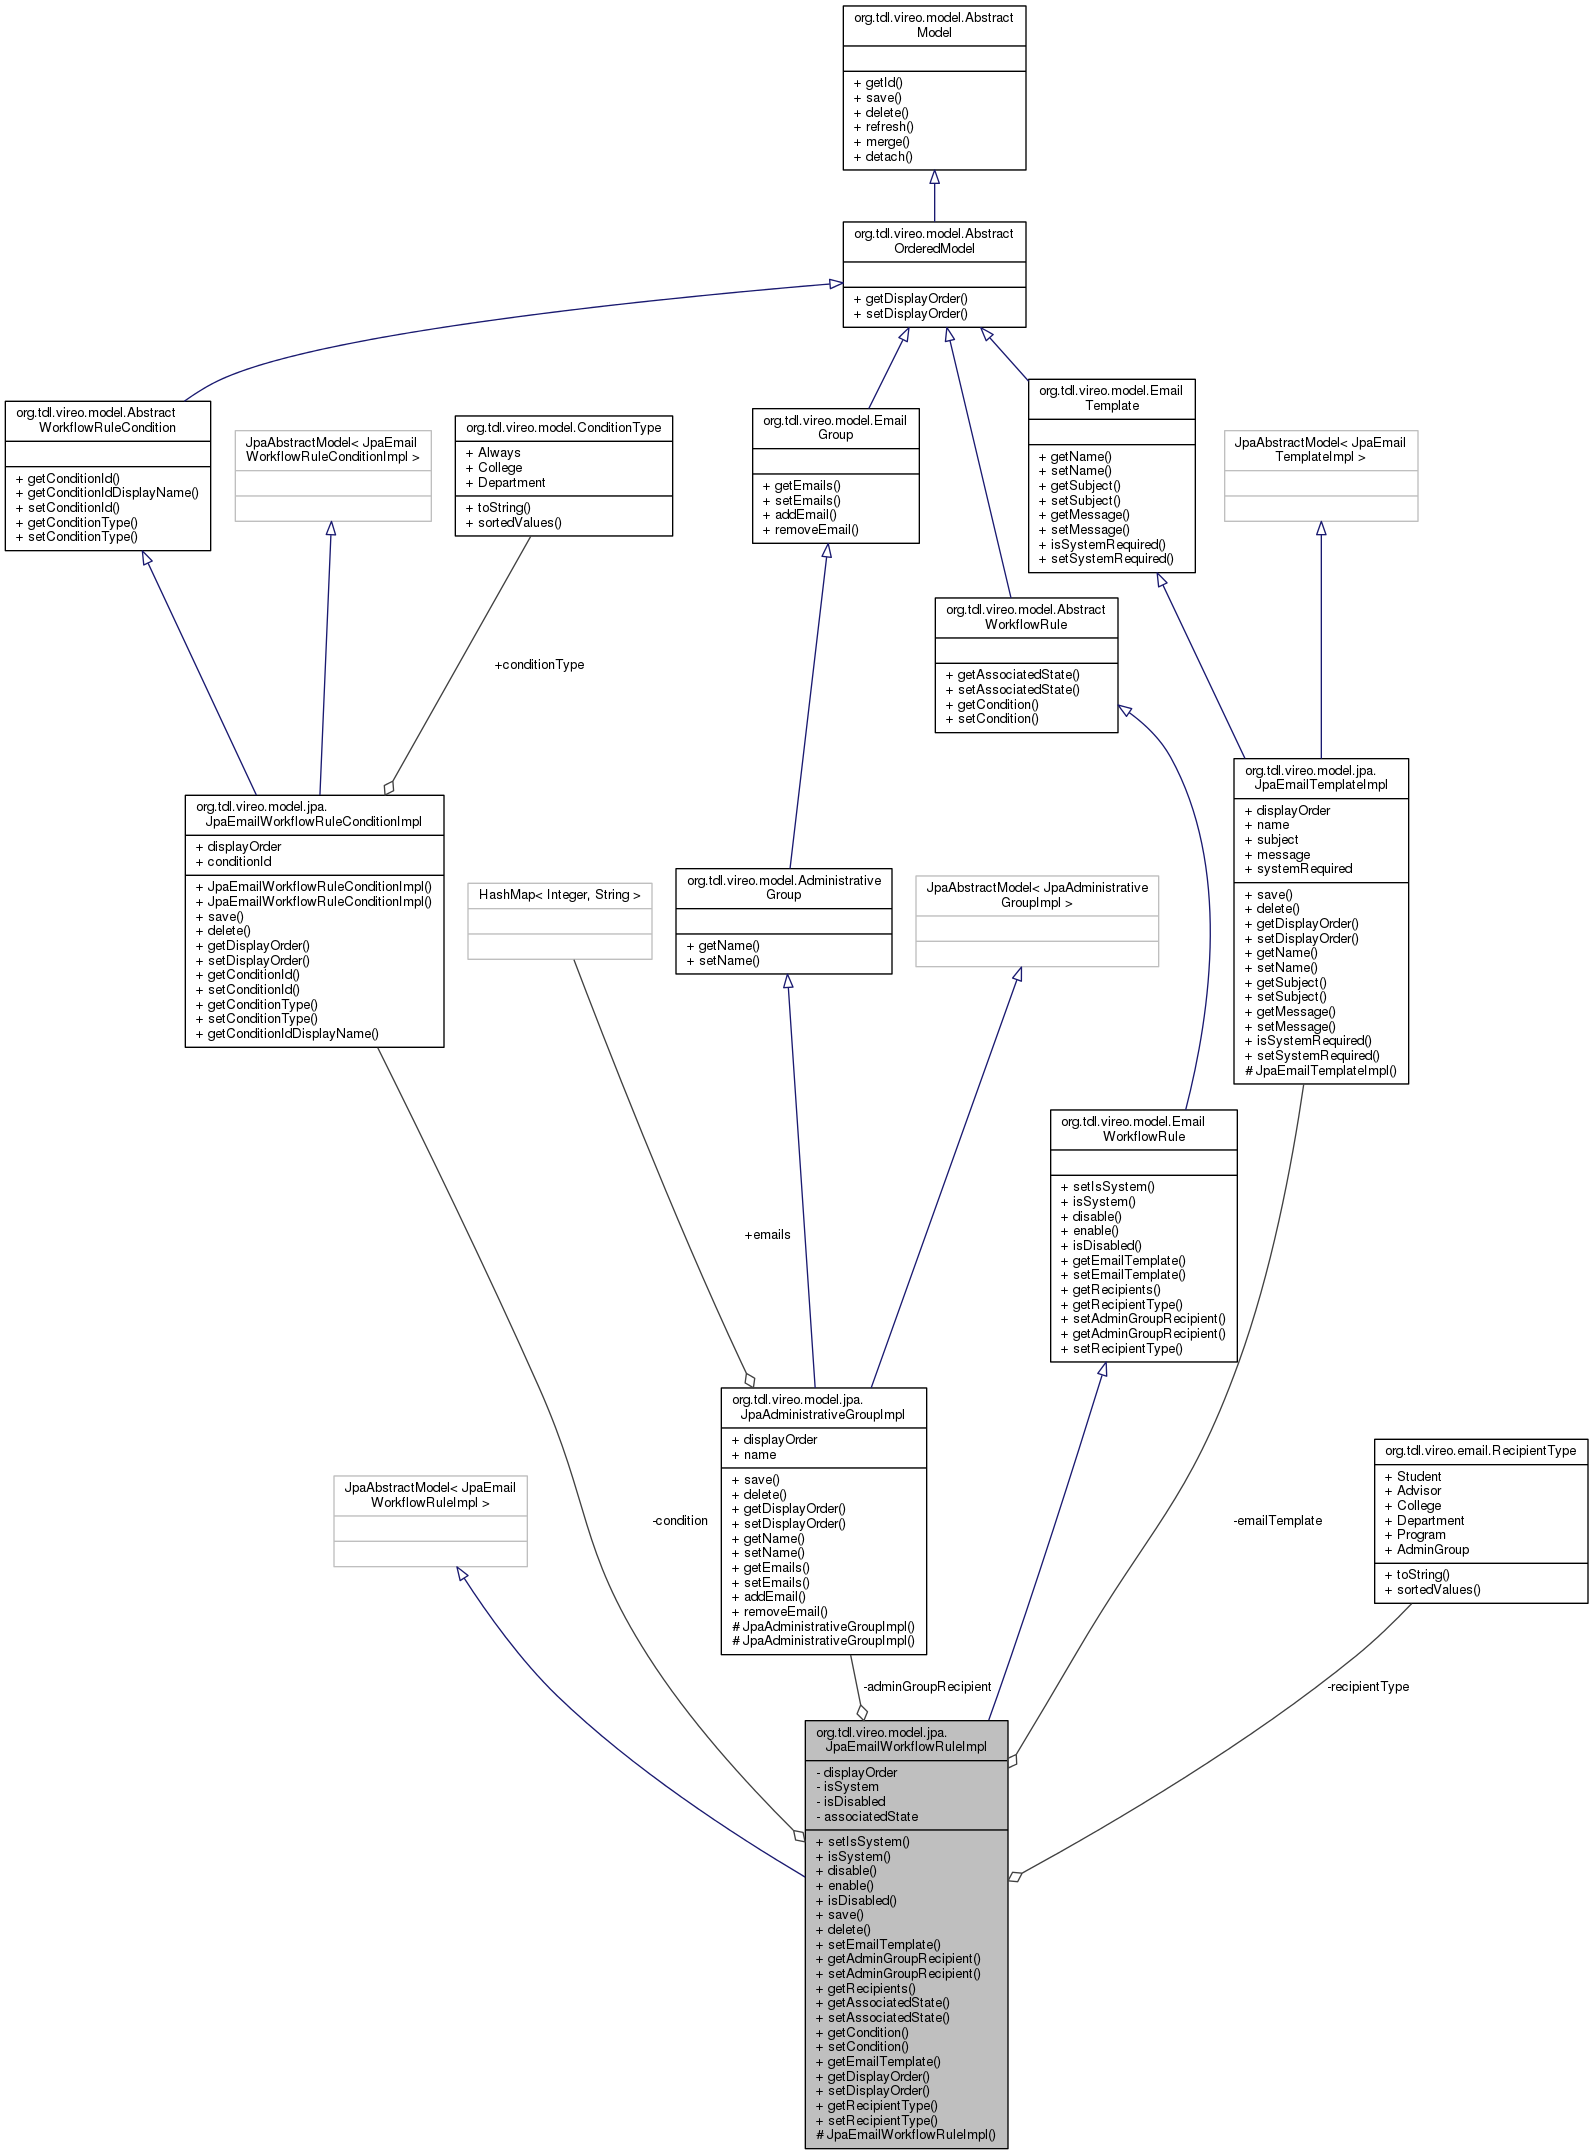 org.tdl.vireo.model.Abstract
Model
+ getId()
+ save()
+ delete()
+ refresh()
+ merge()
+ detach()
org.tdl.vireo.model.Abstract
OrderedModel
+ getDisplayOrder()
+ setDisplayOrder()
org.tdl.vireo.model.Abstract
WorkflowRuleCondition
+ getConditionId()
+ getConditionIdDisplayName()
+ setConditionId()
+ getConditionType()
+ setConditionType()
JpaAbstractModel< JpaEmail
WorkflowRuleConditionImpl >
org.tdl.vireo.model.ConditionType
+ Always
+ College
+ Department
+ toString()
+ sortedValues()
org.tdl.vireo.model.Email
Group
+ getEmails()
+ setEmails()
+ addEmail()
+ removeEmail()
org.tdl.vireo.model.Email
Template
+ getName()
+ setName()
+ getSubject()
+ setSubject()
+ getMessage()
+ setMessage()
+ isSystemRequired()
+ setSystemRequired()
JpaAbstractModel< JpaEmail
TemplateImpl >
org.tdl.vireo.model.Abstract
WorkflowRule
+ getAssociatedState()
+ setAssociatedState()
+ getCondition()
+ setCondition()
+conditionType
org.tdl.vireo.model.jpa.
JpaEmailWorkflowRuleConditionImpl
+ displayOrder
+ conditionId
+ JpaEmailWorkflowRuleConditionImpl()
+ JpaEmailWorkflowRuleConditionImpl()
+ save()
+ delete()
+ getDisplayOrder()
+ setDisplayOrder()
+ getConditionId()
+ setConditionId()
+ getConditionType()
+ setConditionType()
+ getConditionIdDisplayName()
HashMap< Integer, String >
org.tdl.vireo.model.Administrative
Group
+ getName()
+ setName()
JpaAbstractModel< JpaAdministrative
GroupImpl >
org.tdl.vireo.model.jpa.
JpaEmailTemplateImpl
+ displayOrder
+ name
+ subject
+ message
+ systemRequired
+ save()
+ delete()
+ getDisplayOrder()
+ setDisplayOrder()
+ getName()
+ setName()
+ getSubject()
+ setSubject()
+ getMessage()
+ setMessage()
+ isSystemRequired()
+ setSystemRequired()
# JpaEmailTemplateImpl()
org.tdl.vireo.model.Email
WorkflowRule
+ setIsSystem()
+ isSystem()
+ disable()
+ enable()
+ isDisabled()
+ getEmailTemplate()
+ setEmailTemplate()
+ getRecipients()
+ getRecipientType()
+ setAdminGroupRecipient()
+ getAdminGroupRecipient()
+ setRecipientType()
+emails
org.tdl.vireo.model.jpa.
JpaAdministrativeGroupImpl
+ displayOrder
+ name
+ save()
+ delete()
+ getDisplayOrder()
+ setDisplayOrder()
+ getName()
+ setName()
+ getEmails()
+ setEmails()
+ addEmail()
+ removeEmail()
# JpaAdministrativeGroupImpl()
# JpaAdministrativeGroupImpl()
JpaAbstractModel< JpaEmail
WorkflowRuleImpl >
-condition
-emailTemplate
org.tdl.vireo.email.RecipientType
+ Student
+ Advisor
+ College
+ Department
+ Program
+ AdminGroup
+ toString()
+ sortedValues()
-adminGroupRecipient
-recipientType
org.tdl.vireo.model.jpa.
JpaEmailWorkflowRuleImpl
- displayOrder
- isSystem
- isDisabled
- associatedState
+ setIsSystem()
+ isSystem()
+ disable()
+ enable()
+ isDisabled()
+ save()
+ delete()
+ setEmailTemplate()
+ getAdminGroupRecipient()
+ setAdminGroupRecipient()
+ getRecipients()
+ getAssociatedState()
+ setAssociatedState()
+ getCondition()
+ setCondition()
+ getEmailTemplate()
+ getDisplayOrder()
+ setDisplayOrder()
+ getRecipientType()
+ setRecipientType()
# JpaEmailWorkflowRuleImpl()